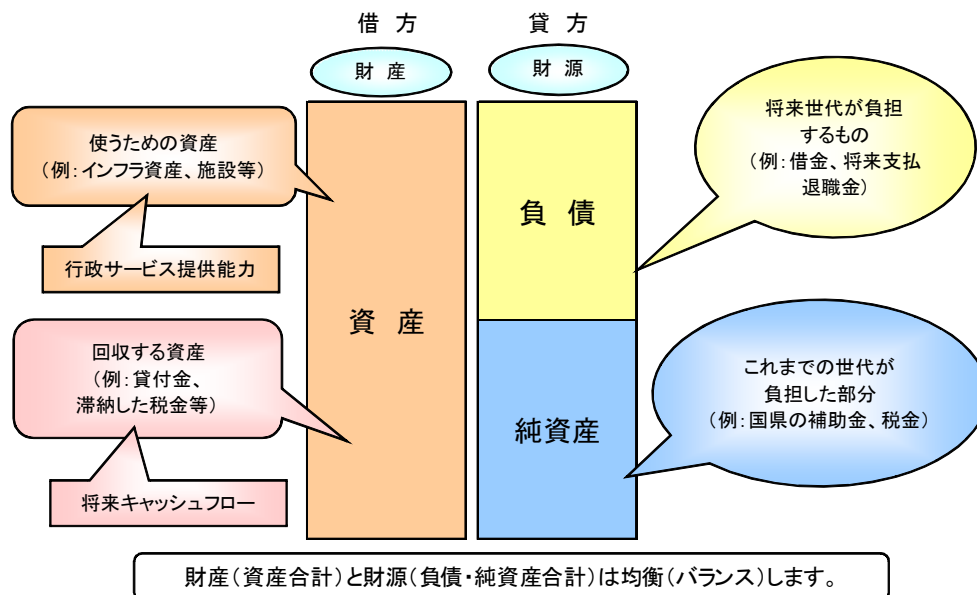 借 方
貸 方
財 産
財 源
使うための資産
（例：インフラ資産、施設等）
行政サービス提供能力
回収する資産
（例：貸付金、
滞納した税金等）
将来キャッシュフロー
資 産
負 債
純資産
将来世代が負担
するもの
（例：借金、将来支払
退職金）
これまでの世代が
負担した部分
（例：国県の補助金、税金）
財産（資産合計）と財源（負債・純資産合計）は均衡（バランス）します。